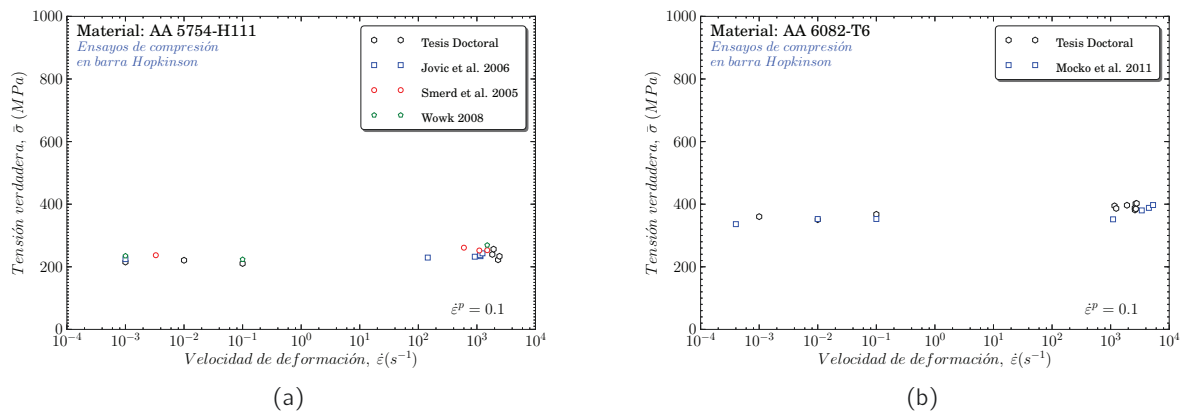 Material: AA 5754-H111
Ensayos de compresión
en barra Hopkinson
Tesis Doctoral
Jovic et al. 2006
Smerd et al. 2005
Wowk 2008
Tensión verdadera, σ̄ (MPa)
1000
800
600
400
200
0
ε̇ᵖ = 0.1
10⁻⁴ 10⁻³ 10⁻² 10⁻¹ 10⁰ 10¹ 10² 10³ 10⁴
Velocidad de deformación, ε̇(s⁻¹)
(a)
Material: AA 6082-T6
Ensayos de compresión
en barra Hopkinson
Tesis Doctoral
Mocko et al. 2011
Tensión verdadera, σ̄ (MPa)
1000
800
600
400
200
0
ε̇ᵖ = 0.1
10⁻⁴ 10⁻³ 10⁻² 10⁻¹ 10⁰ 10¹ 10² 10³ 10⁴
Velocidad de deformación, ε̇(s⁻¹)
(b)